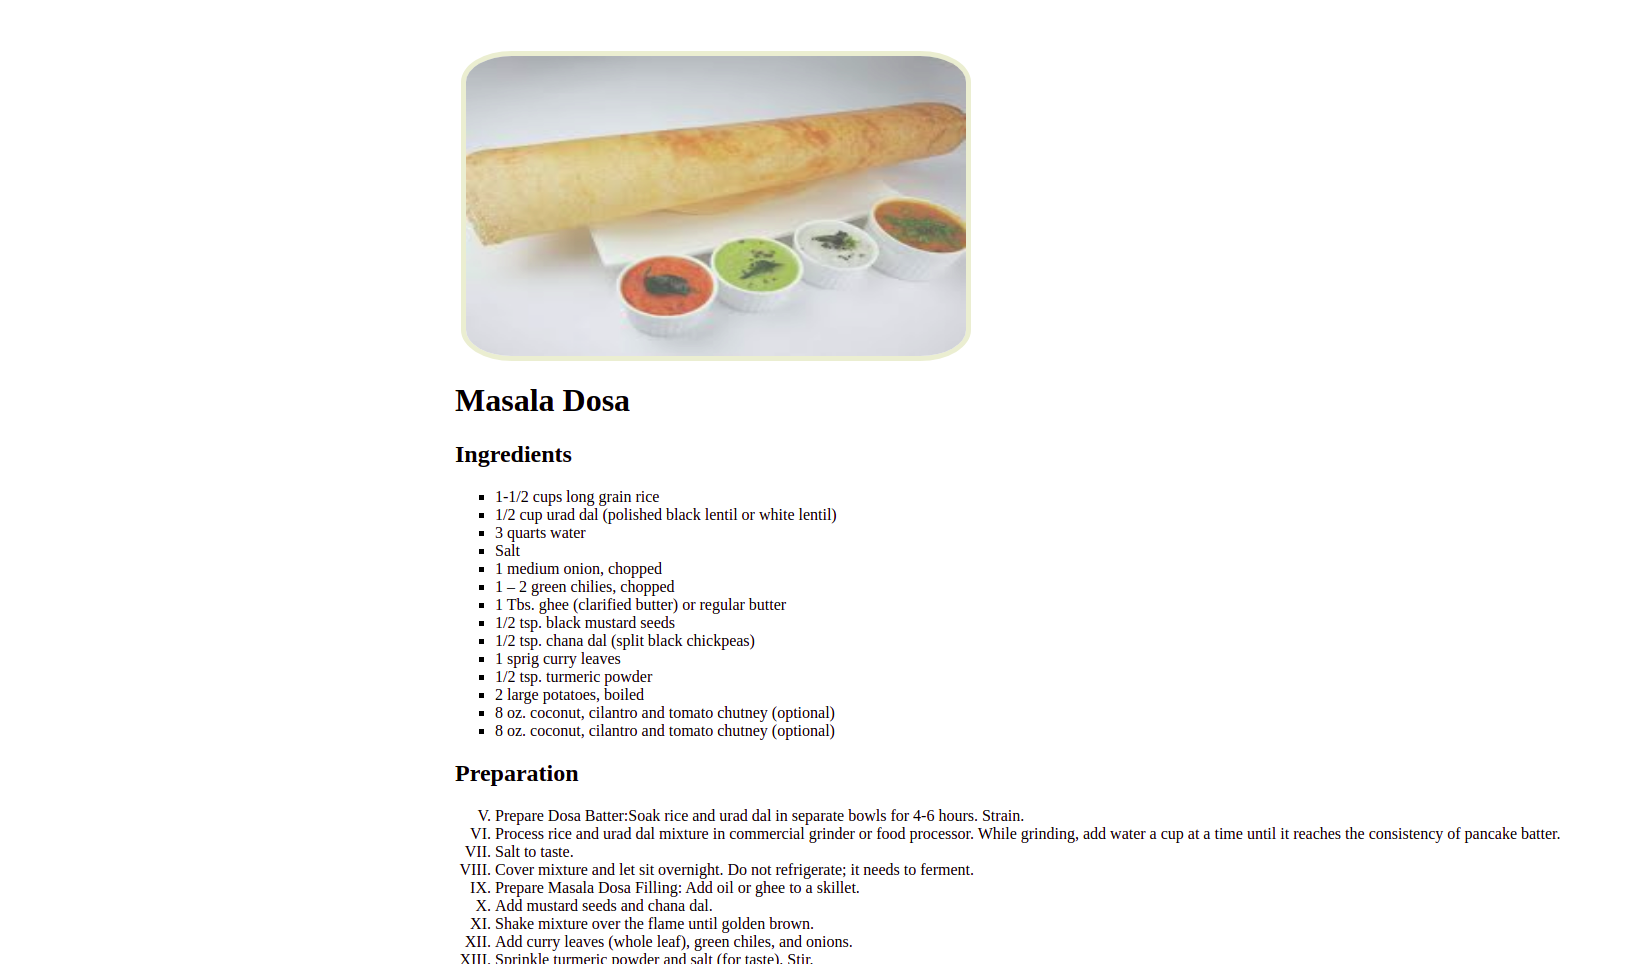 Masala Dosa
Ingredients
▪ 1-1/2 cups long grain rice
▪ 1/2 cup urad dal (polished black lentil or white lentil)
▪ 3 quarts water
▪ Salt
▪ 1 medium onion, chopped
▪ 1 – 2 green chilies, chopped
▪ 1 Tbs. ghee (clarified butter) or regular butter
▪ 1/2 tsp. black mustard seeds
▪ 1/2 tsp. chana dal (split black chickpeas)
▪ 1 sprig curry leaves
▪ 1/2 tsp. turmeric powder
▪ 2 large potatoes, boiled
▪ 8 oz. coconut, cilantro and tomato chutney (optional)
▪ 8 oz. coconut, cilantro and tomato chutney (optional)
Preparation
V. Prepare Dosa Batter:Soak rice and urad dal in separate bowls for 4-6 hours. Strain.
VI. Process rice and urad dal mixture in commercial grinder or food processor. While grinding, add water a cup at a time until it reaches the consistency of pancake batter.
VII. Salt to taste.
VIII. Cover mixture and let sit overnight. Do not refrigerate; it needs to ferment.
IX. Prepare Masala Dosa Filling: Add oil or ghee to a skillet.
X. Add mustard seeds and chana dal.
XI. Shake mixture over the flame until golden brown.
XII. Add curry leaves (whole leaf), green chiles, and onions.
XIII. Sprinkle turmeric powder and salt (for taste). Stir.